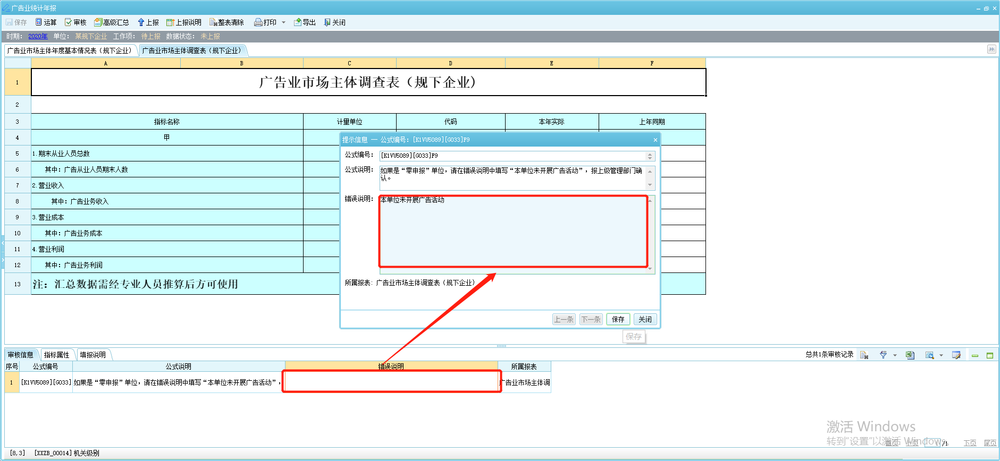 广告业统计年报
保存 运算 审核 高级汇总 上报 上报说明 整表清除 打印 导出 关闭
时期： 2020年 单位： 某规下企业 工作项： 待上报 数据状态： 未上报
广告业市场主体年度基本情况表（规下企业） 广告业市场主体调查表（规下企业）
A B C D E F
1 广告业市场主体调查表（规下企业）
2
3 指标名称 计量单位 代码 本年实际 上年同期
4 甲
5 1.期末从业人员总数
6 其中：广告从业人员期末人数
7 2.营业收入
8 其中：广告业务收入
9 3.营业成本
10 其中：广告业务成本
11 4.营业利润
12 其中：广告业务利润
13 注：汇总数据需经专业人员推算后方可使用
提示信息 — 公式编号：[K1VU5089][G033]F9
公式编号： [K1VU5089][G033]F9
公式说明： 如果是“零申报”单位，请在错误说明中填写“本单位未开展广告活动”，报上级管理部门确
认。
错误说明： 本单位未开展广告活动
所属报表：广告业市场主体调查表（规下企业）
上一条 下一条 保存 关闭
保存
审核信息 指标属性 填报说明 总共1条审核记录
序号 公式编号 公式说明 错误说明 所属报表
1 [K1VU5089][G033] 如果是“零申报”单位，请在错误说明中填写“本单位未开展广告活动”， 广告业市场主体调
激活 Windows
转到“设置”以激活 Windows。
首页 上页 1 /1 下页 尾页
[8,3] [XXZB_00014]机关级别